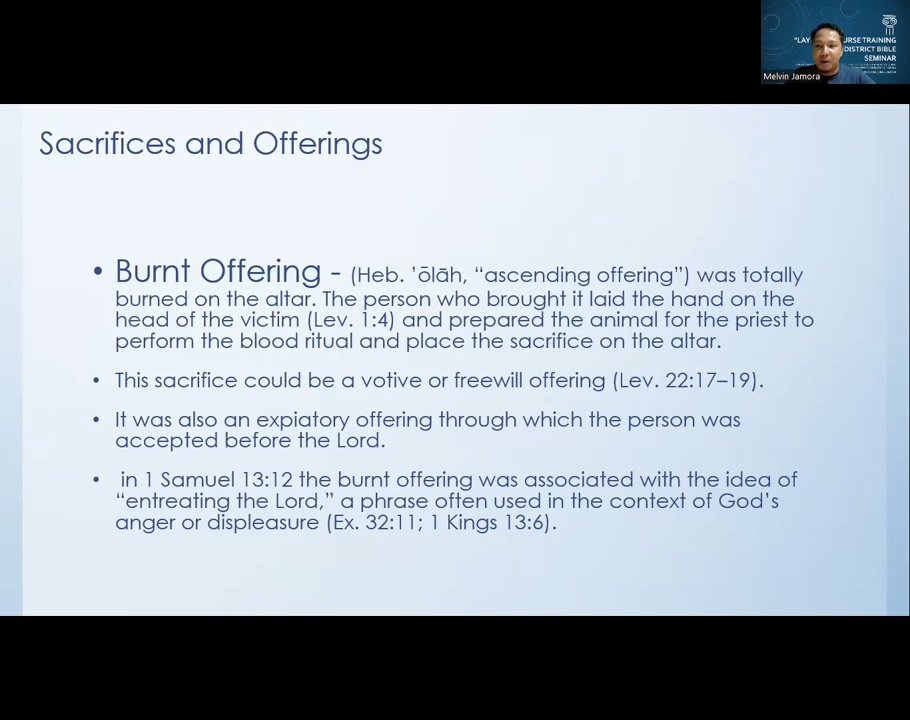 "LAY
URSE TRAINING
DISTRICT BIBLE
SEMINAR
Melvin Jamora
Sacrifices and Offerings
• Burnt Offering - (Heb. ’ōlāh, “ascending offering”) was totally
burned on the altar. The person who brought it laid the hand on the
head of the victim (Lev. 1:4) and prepared the animal for the priest to
perform the blood ritual and place the sacrifice on the altar.
• This sacrifice could be a votive or freewill offering (Lev. 22:17–19).
• It was also an expiatory offering through which the person was
accepted before the Lord.
• in 1 Samuel 13:12 the burnt offering was associated with the idea of
“entreating the Lord,” a phrase often used in the context of God’s
anger or displeasure (Ex. 32:11; 1 Kings 13:6).